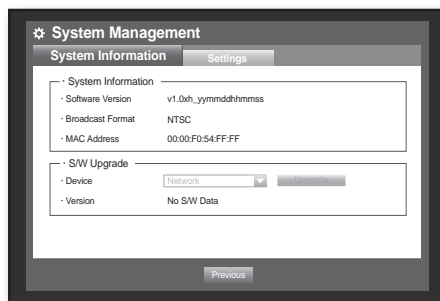 System Management
System Information Settings
· System Information
· Software Version v1.0xh_yymmddhhmmss
· Broadcast Format NTSC
· MAC Address 00:00:F0:54:FF:FF
· S/W Upgrade
· Device Network
· Version No S/W Data
Previous